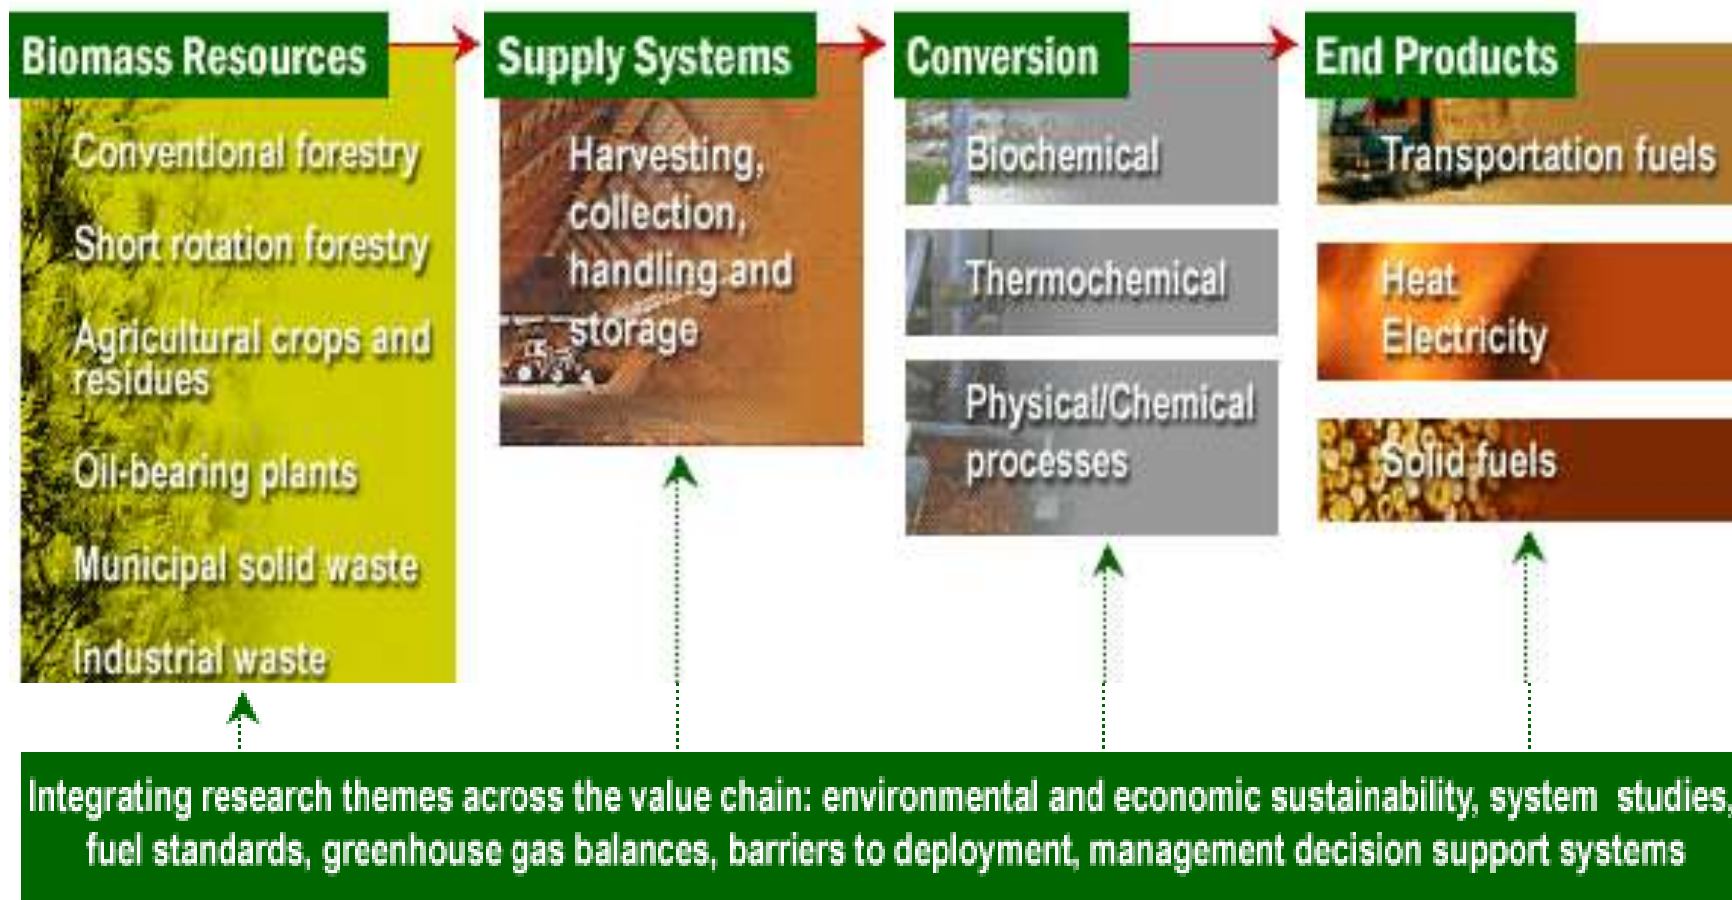 Biomass Resources
Conventional forestry
Short rotation forestry
Agricultural crops and
residues
Oil-bearing plants
Municipal solid waste
Industrial waste
Supply Systems
Harvesting,
collection,
handling and
storage
Conversion
Biochemical
Thermochemical
Physical/Chemical
processes
End Products
Transportation fuels
Heat
Electricity
Solid fuels
Integrating research themes across the value chain: environmental and economic sustainability, system studies,
fuel standards, greenhouse gas balances, barriers to deployment, management decision support systems